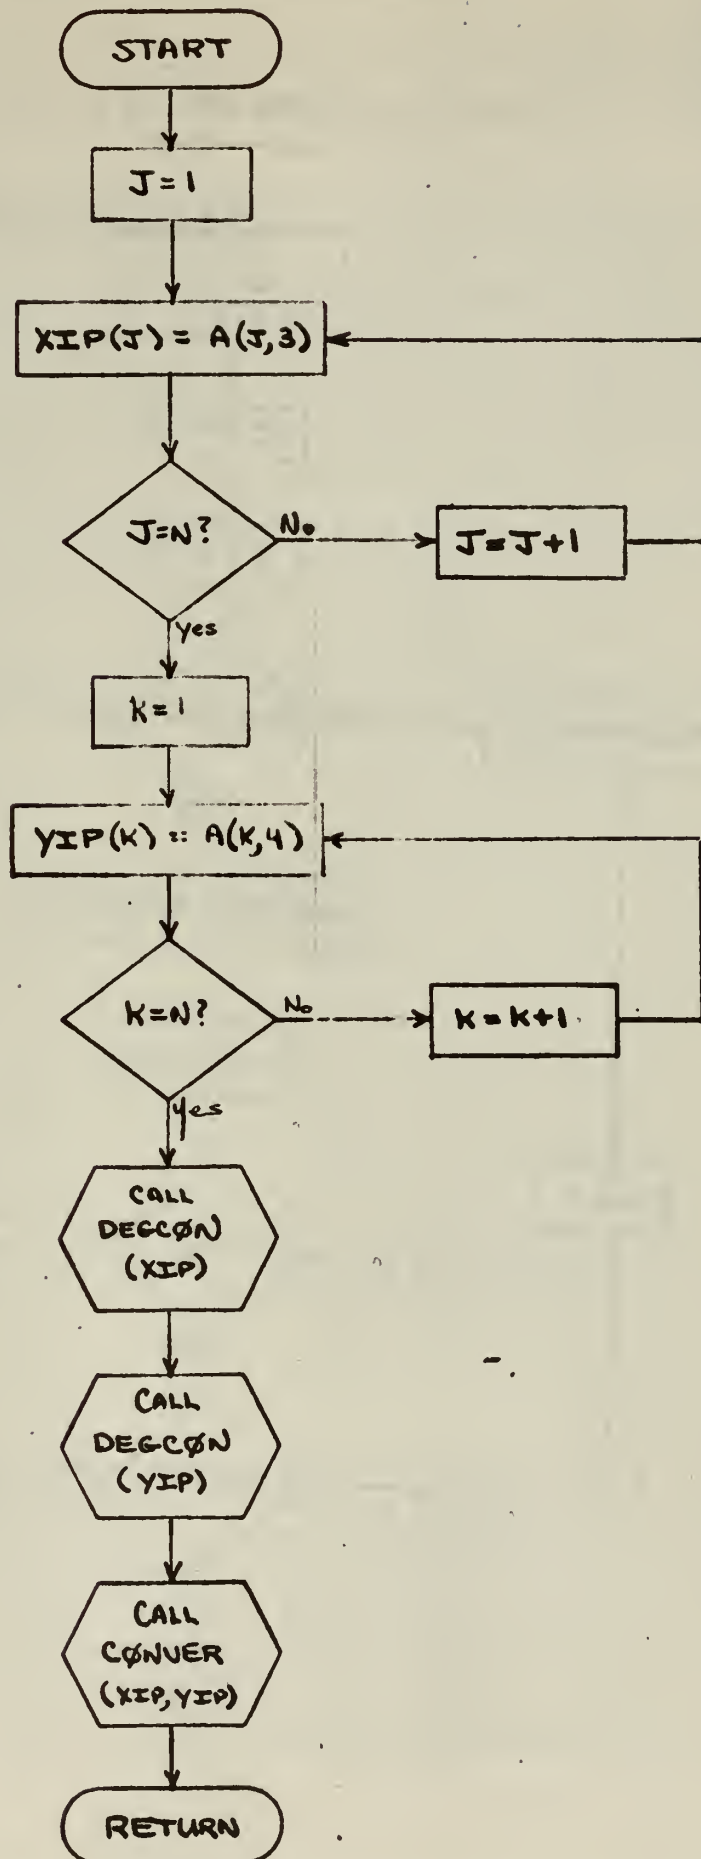 START
J=1
XIP(J) = A(J,3)
J=N?
No
J=J+1
yes
K=1
YIP(K) = A(K,4)
K=N?
No
K=K+1
yes
CALL
DEGCØN
(XIP)
CALL
DEGCØN
(YIP)
CALL
CØNVER
(XIP,YIP)
RETURN